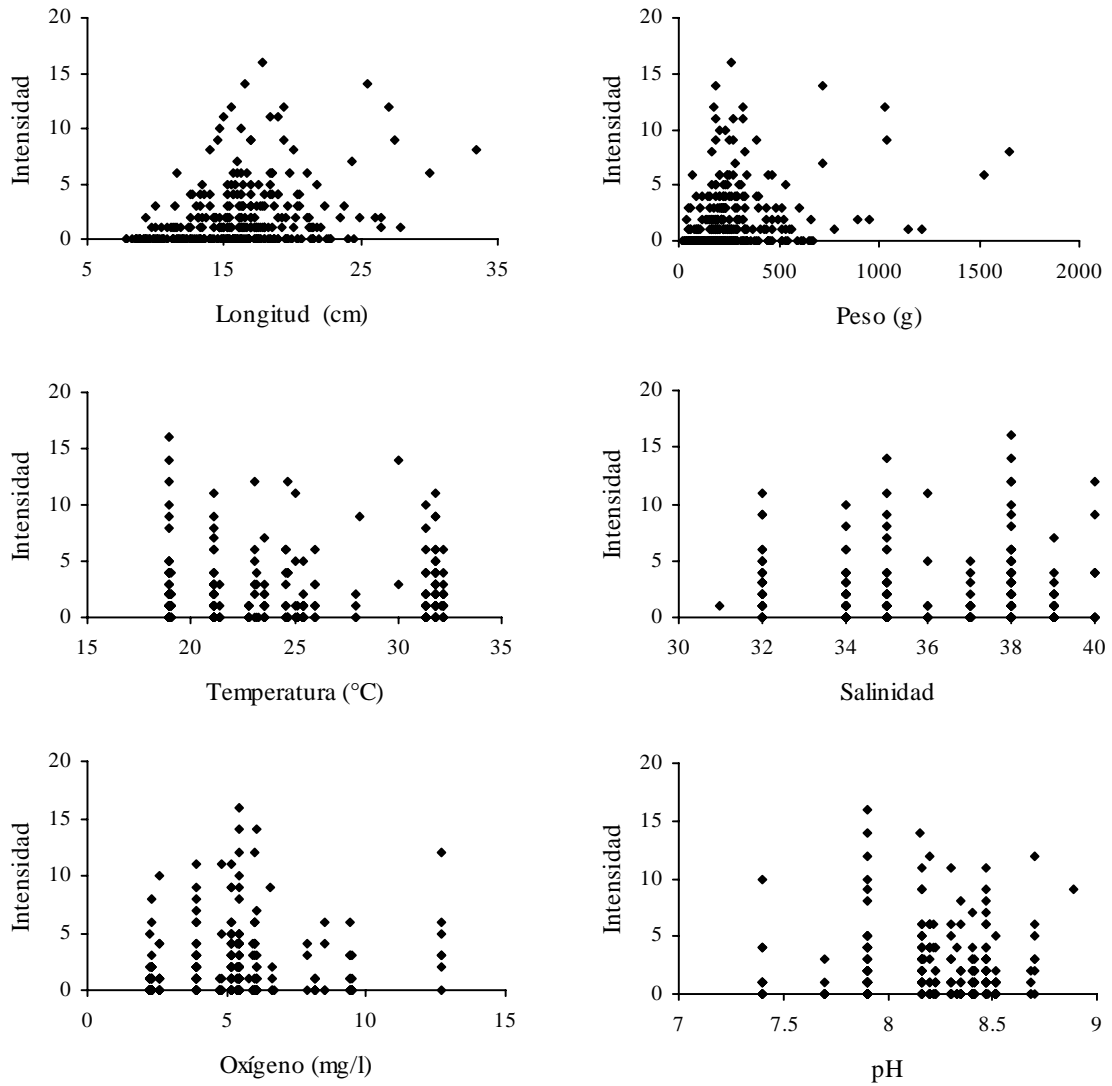 20
15
10
5
0
Intensidad
5 15 25 35
Longitud (cm)
20
15
10
5
0
Intensidad
0 500 1000 1500 2000
Peso (g)
20
15
10
5
0
Intensidad
15 20 25 30 35
Temperatura (°C)
20
15
10
5
0
Intensidad
30 32 34 36 38 40
Salinidad
20
15
10
5
0
Intensidad
0 5 10 15
Oxígeno (mg/l)
20
15
10
5
0
Intensidad
7 7.5 8 8.5 9
pH